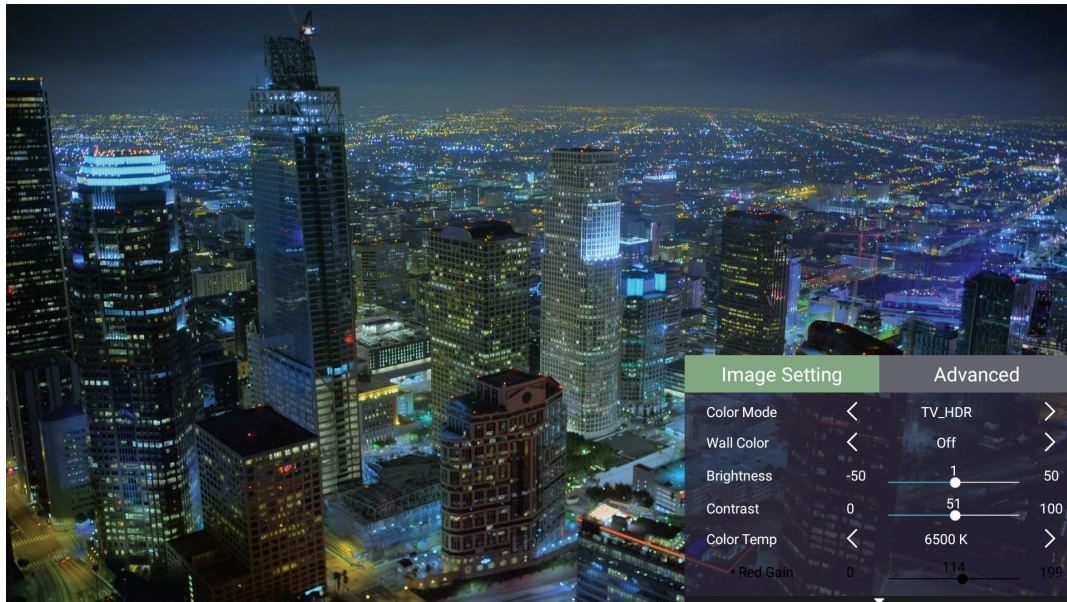 Image Setting Advanced
Color Mode TV_HDR
Wall Color Off
Brightness -50 1 50
Contrast 0 51 100
Color Temp 6500 K
• Red Gain 0 114 199